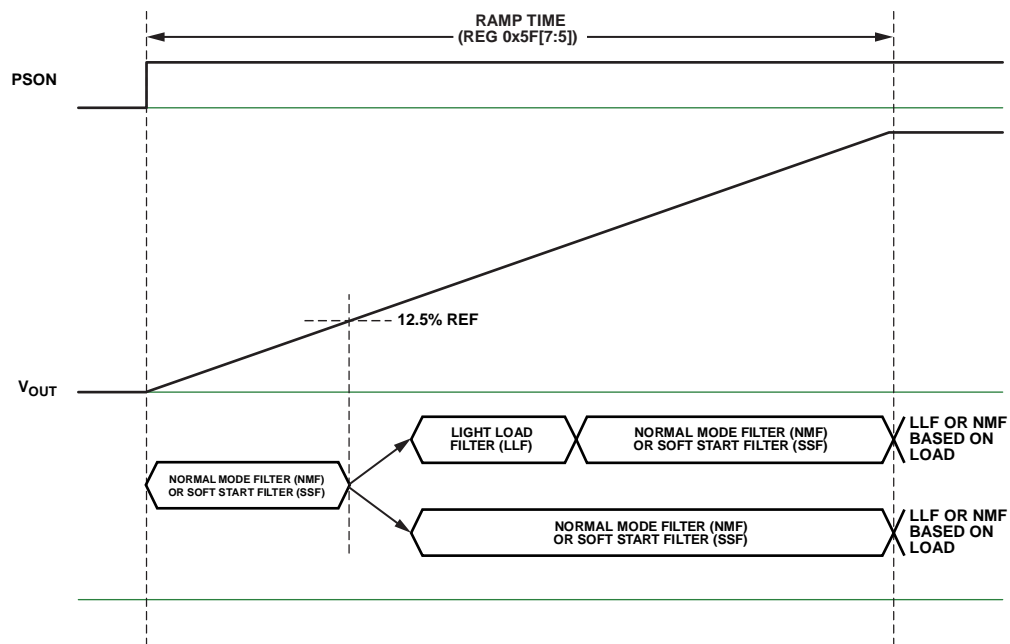 RAMP TIME
(REG 0x5F[7:5])
PSON
12.5% REF
VOUT
LIGHT LOAD
FILTER (LLF)
NORMAL MODE FILTER (NMF)
OR SOFT START FILTER (SSF)
LLF OR NMF
BASED ON
LOAD
NORMAL MODE FILTER (NMF)
OR SOFT START FILTER (SSF)
NORMAL MODE FILTER (NMF)
OR SOFT START FILTER (SSF)
LLF OR NMF
BASED ON
LOAD